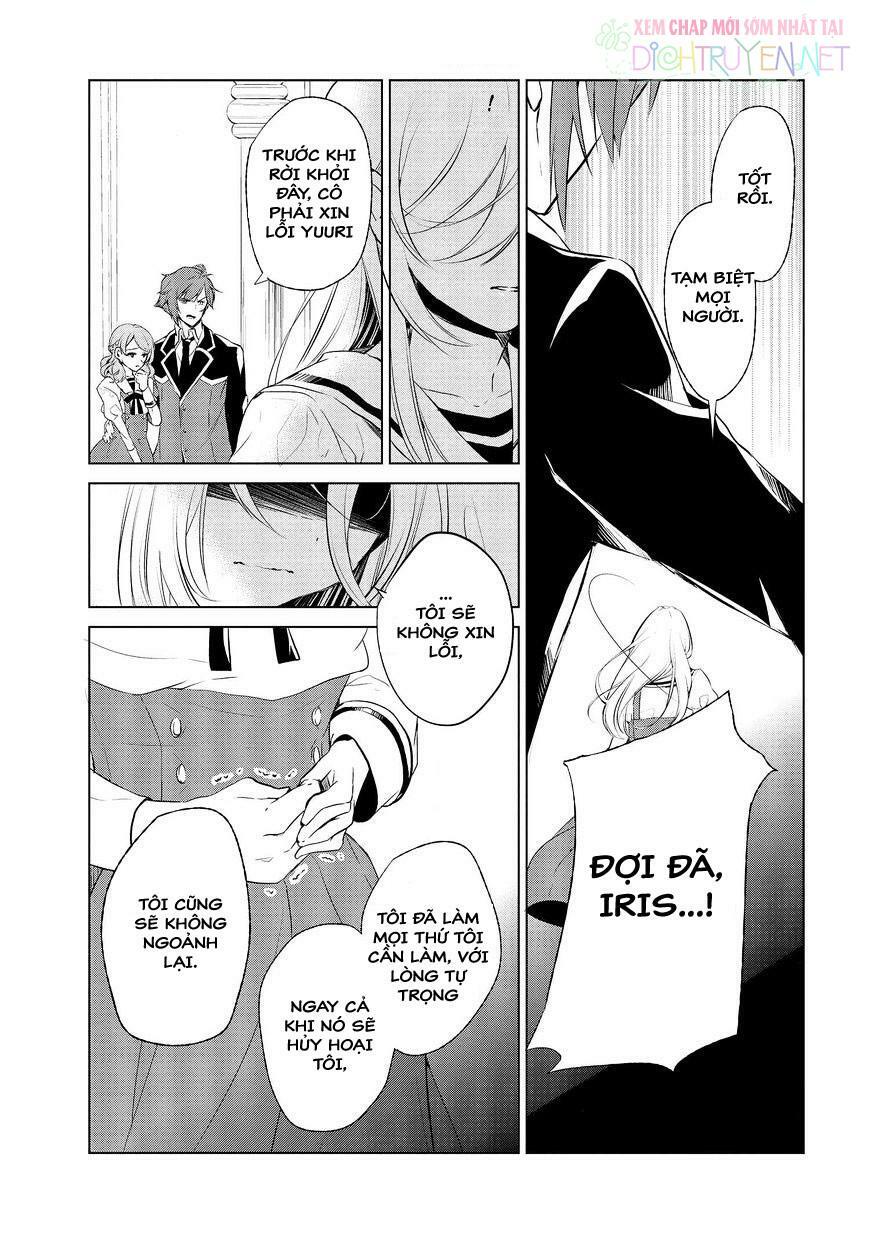 XEM CHAP MỚI SỚM NHẤT TẠI
DICHTRUYEN.NET
TỐT
RỒI.
TẠM BIỆT
MỌI
NGƯỜI.
ĐỢI ĐÃ,
IRIS...!
!
TRƯỚC KHI
RỜI KHỎI
ĐÂY, CÔ
PHẢI XIN
LỖI YUURI
...
TÔI SẼ
KHÔNG XIN
LỖI,
TÔI ĐÃ LÀM
MỌI THỨ TÔI
CẦN LÀM, VỚI
LÒNG TỰ
TRỌNG
NGAY CẢ
KHI NÓ SẼ
HỦY HOẠI
TÔI,
TÔI CŨNG
SẼ KHÔNG
NGOẢNH
LẠI.